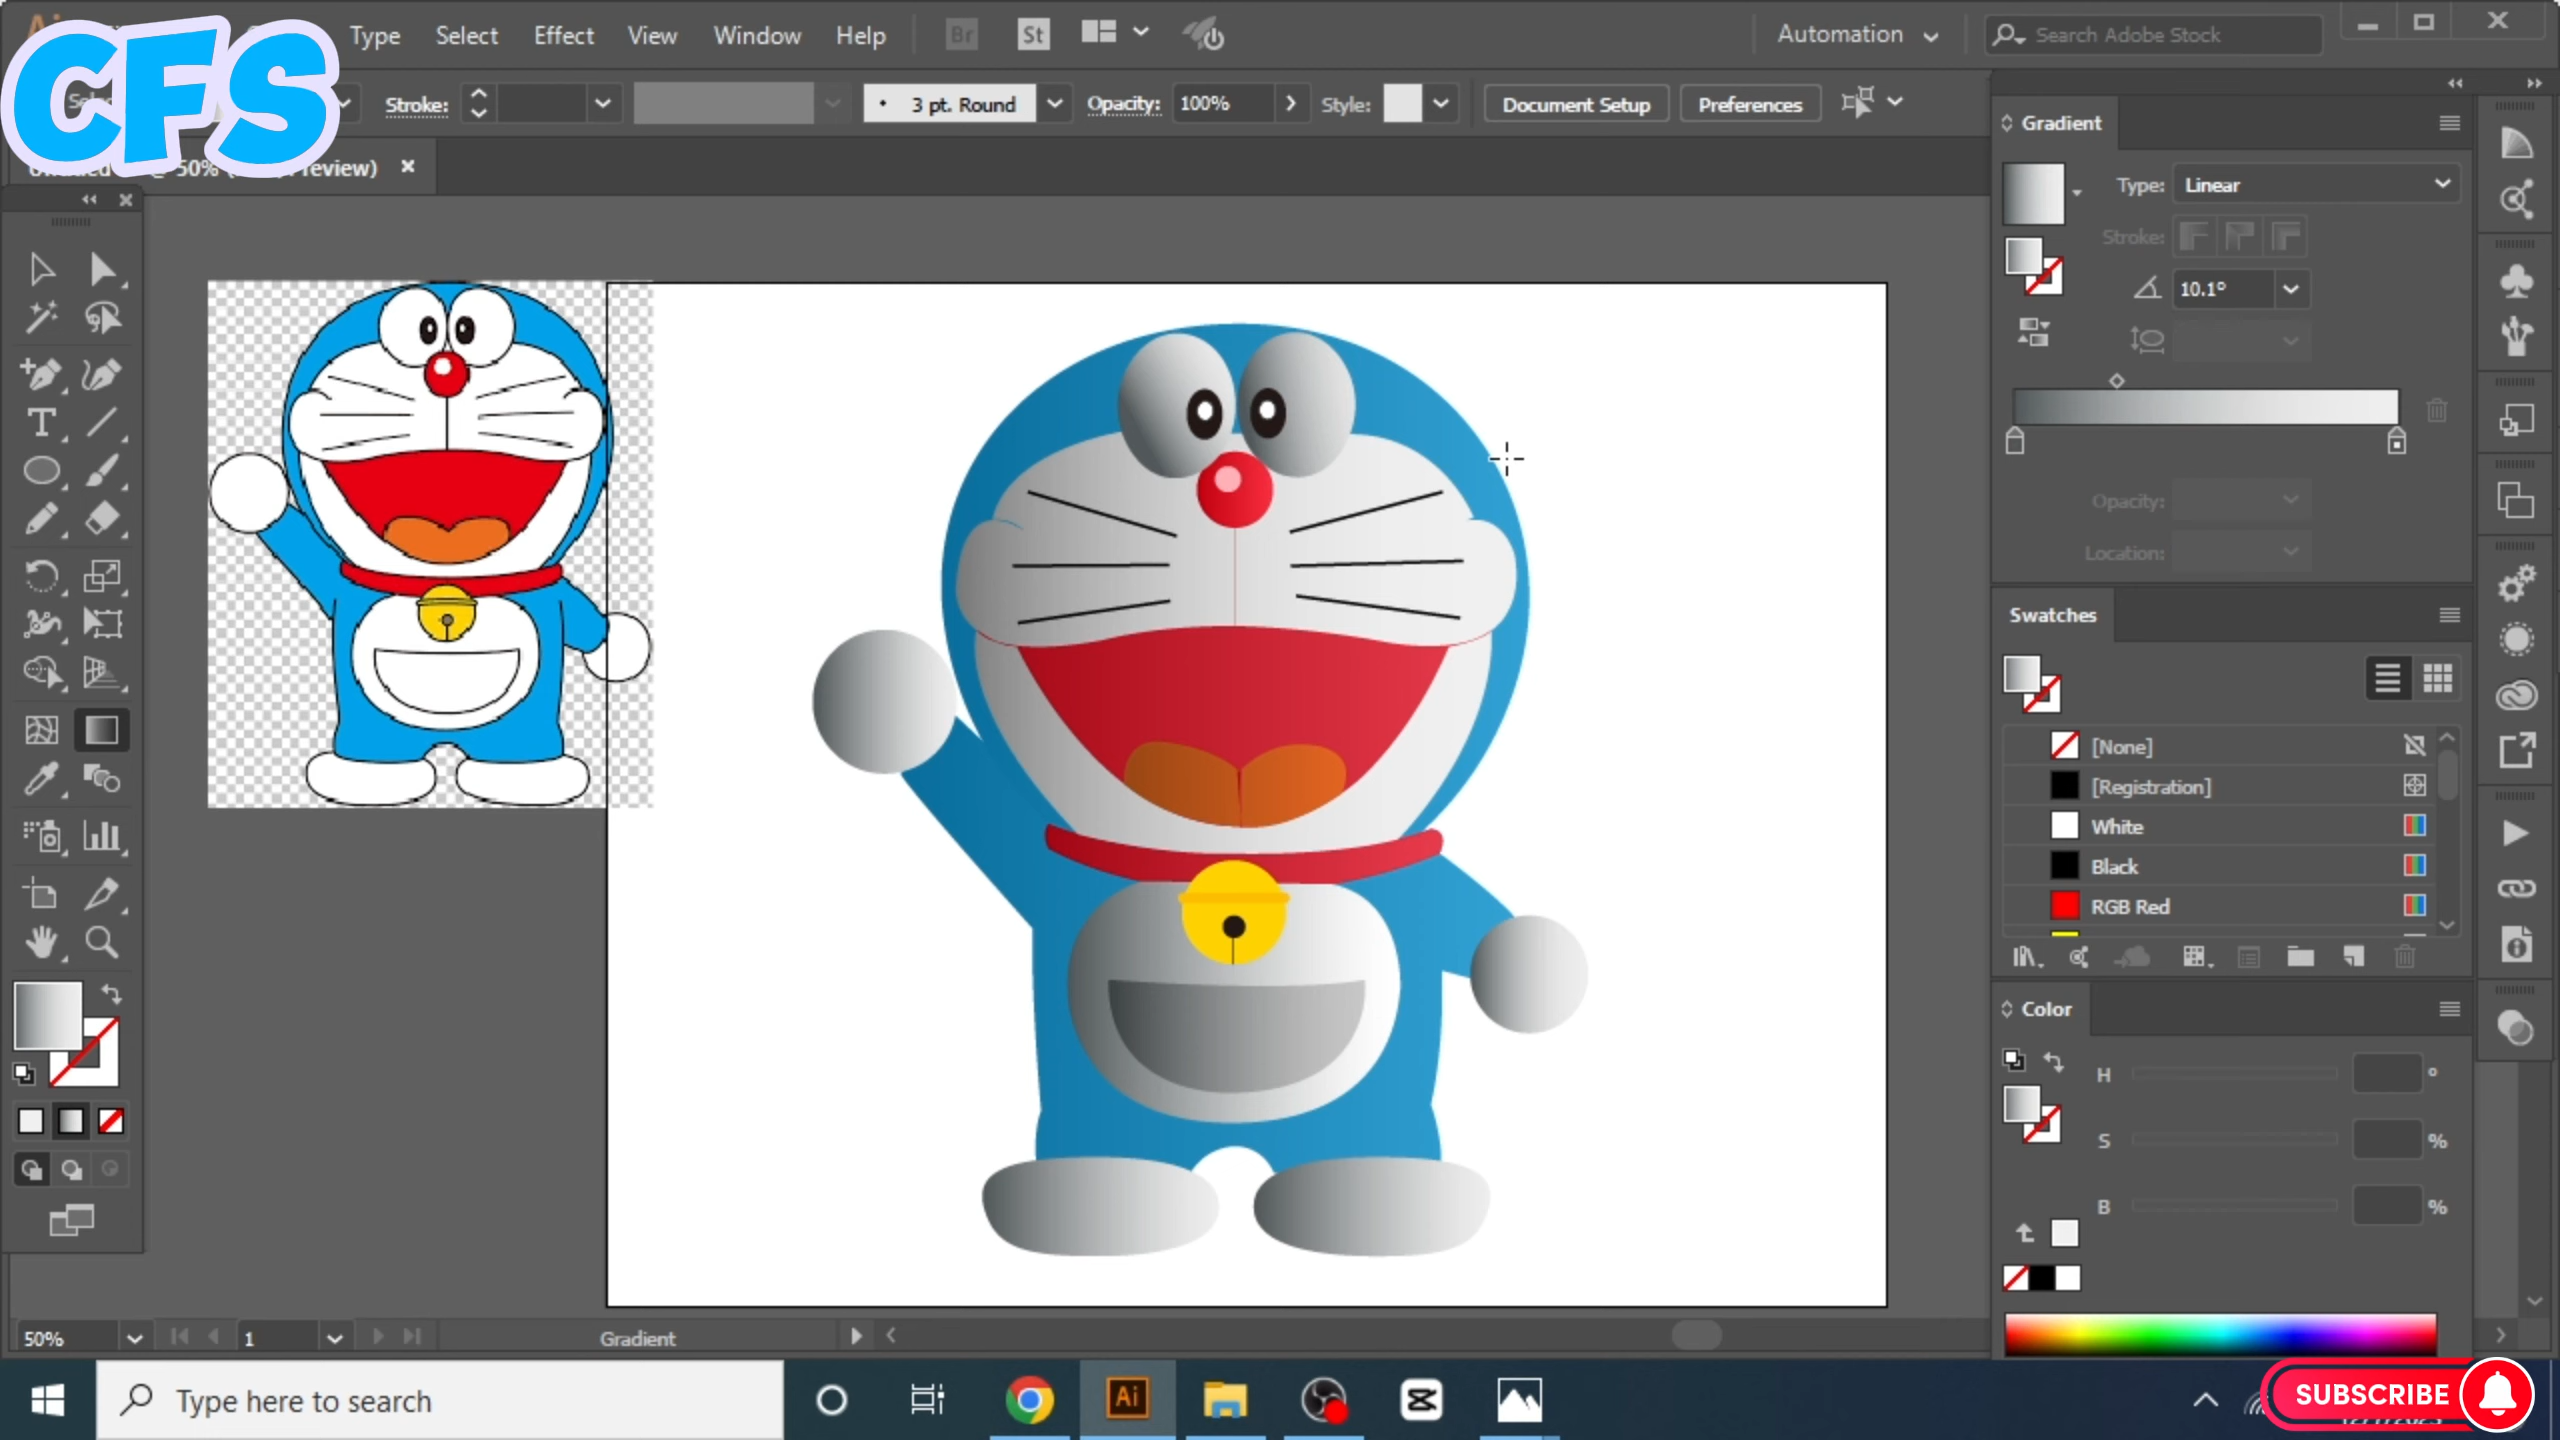 CFS
Type Select Effect View Window Help Br St Automation Search Adobe Stock
Stroke: 3 pt. Round Opacity: 100% Style: Document Setup Preferences
50%
Gradient
Type: Linear
Stroke:
10.1°
Opacity:
Location:
Swatches
[None]
[Registration]
White
Black
RGB Red
Color
H °
S %
B %
50% 1 Gradient
Type here to search
Ai
SUBSCRIBE